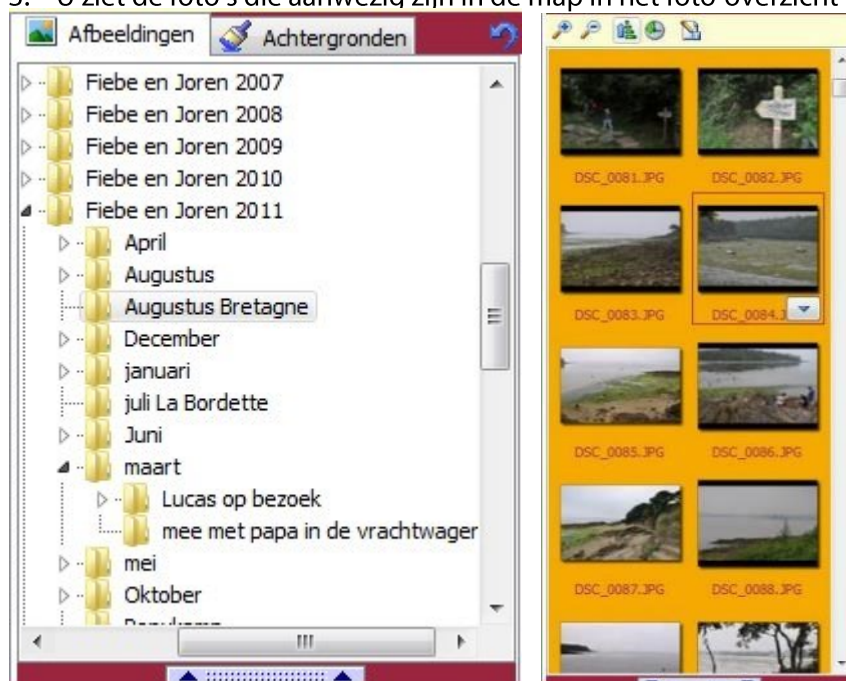 U ziet de foto's die aanwezig zijn in de map in het foto-overzicht
Afbeeldingen
Achtergronden
Fiebe en Joren 2007
Fiebe en Joren 2008
Fiebe en Joren 2009
Fiebe en Joren 2010
Fiebe en Joren 2011
April
Augustus
Augustus Bretagne
December
januari
juli La Bordette
Juni
maart
Lucas op bezoek
mee met papa in de vrachtwager
mei
Oktober
DSC_0081.JPG DSC_0082.JPG
DSC_0083.JPG DSC_0084.J
DSC_0085.JPG DSC_0086.JPG
DSC_0087.JPG DSC_0088.JPG